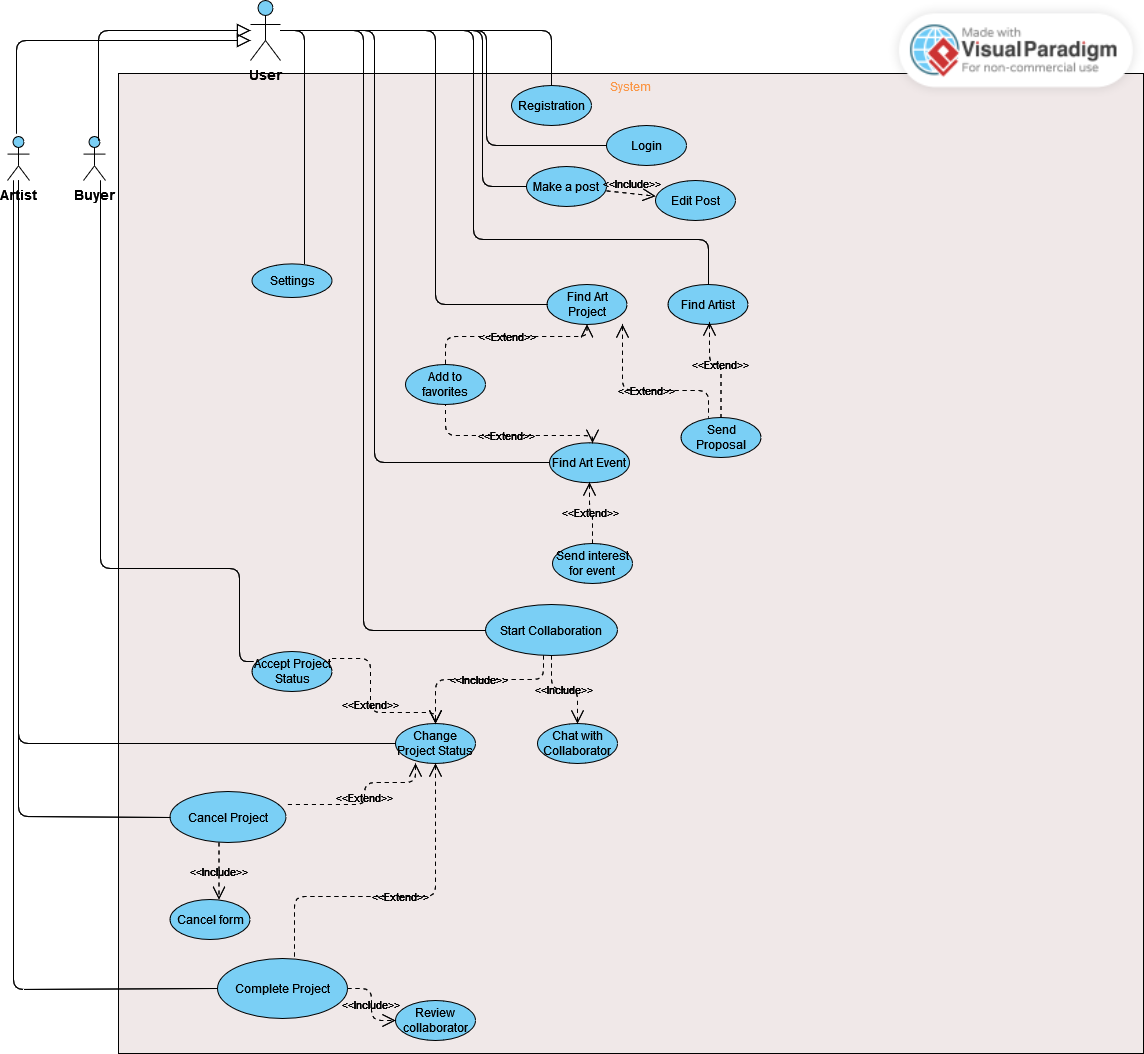 Made with
VisualParadigm
For non-commercial use
User
System
Registration
Login
Artist
Buyer
Make a post
<<Include>>
Edit Post
Settings
Find Art
Project
Find Artist
<<Extend>>
<<Extend>>
Add to
favorites
<<Extend>>
Send
Proposal
<<Extend>>
Find Art Event
<<Extend>>
Send interest
for event
Start Collaboration
Accept Project
Status
<<Include>>
<<Include>>
<<Extend>>
Change
Project Status
Chat with
Collaborator
<<Extend>>
Cancel Project
<<Include>>
<<Extend>>
Cancel form
Complete Project
<<Include>>
Review
collaborator